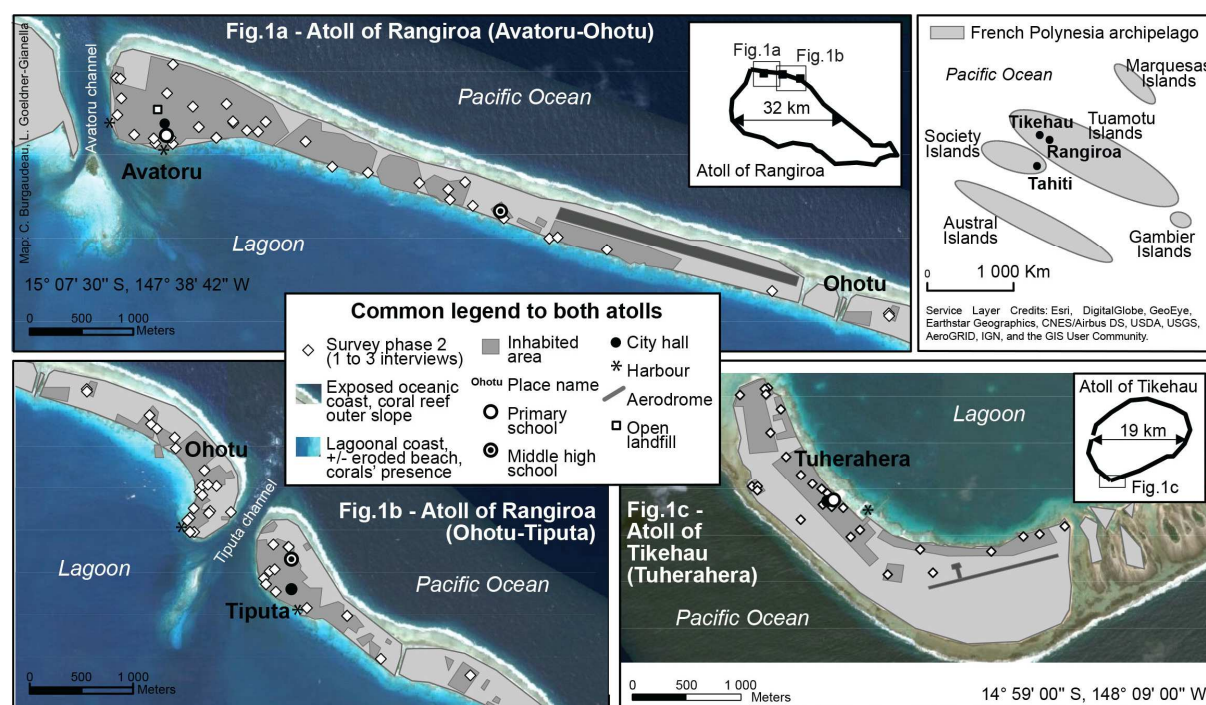 Fig.1a - Atoll of Rangiroa (Avatoru-Ohotu)
Avatoru channel
Pacific Ocean
Avatoru
Lagoon
Map: C. Burgaudeau, L. Goeldner-Gianella
15° 07' 30'' S, 147° 38' 42'' W
0 500 1 000
Meters
Ohotu
Fig.1a
Fig.1b
32 km
Atoll of Rangiroa
French Polynesia archipelago
Pacific Ocean
Marquesas
Islands
Tikehau
Tuamotu
Islands
Society
Islands
Rangiroa
Tahiti
Austral
Islands
Gambier
Islands
0
1 000 Km
Service Layer Credits: Esri, DigitalGlobe, GeoEye,
Earthstar Geographics, CNES/Airbus DS, USDA, USGS,
AeroGRID, IGN, and the GIS User Community.
Common legend to both atolls
Survey phase 2
(1 to 3 interviews)
Exposed oceanic
coast, coral reef
outer slope
Lagoonal coast,
+/- eroded beach,
corals' presence
Inhabited
area
Ohotu Place name
Primary
school
Middle high
school
City hall
Harbour
Aerodrome
Open
landfill
Ohotu
Tiputa channel
Fig.1b - Atoll of Rangiroa
(Ohotu-Tiputa)
Lagoon
Tiputa
Pacific Ocean
0 500 1 000
Meters
Lagoon
Atoll of Tikehau
19 km
Fig.1c
Tuherahera
Fig.1c -
Atoll of
Tikehau
(Tuherahera)
Pacific Ocean
0 500 1 000
Meters
14° 59' 00'' S, 148° 09' 00'' W